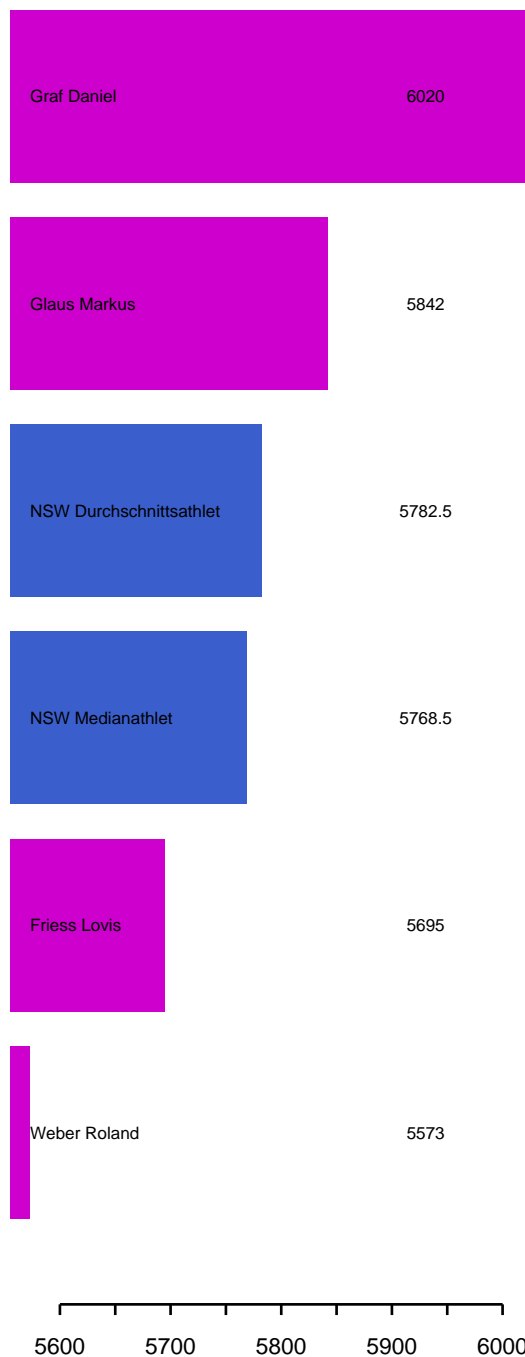 Graf Daniel 6020
Glaus Markus 5842
NSW Durchschnittsathlet 5782.5
NSW Medianathlet 5768.5
Friess Lovis 5695
Weber Roland 5573
5600 5700 5800 5900 6000